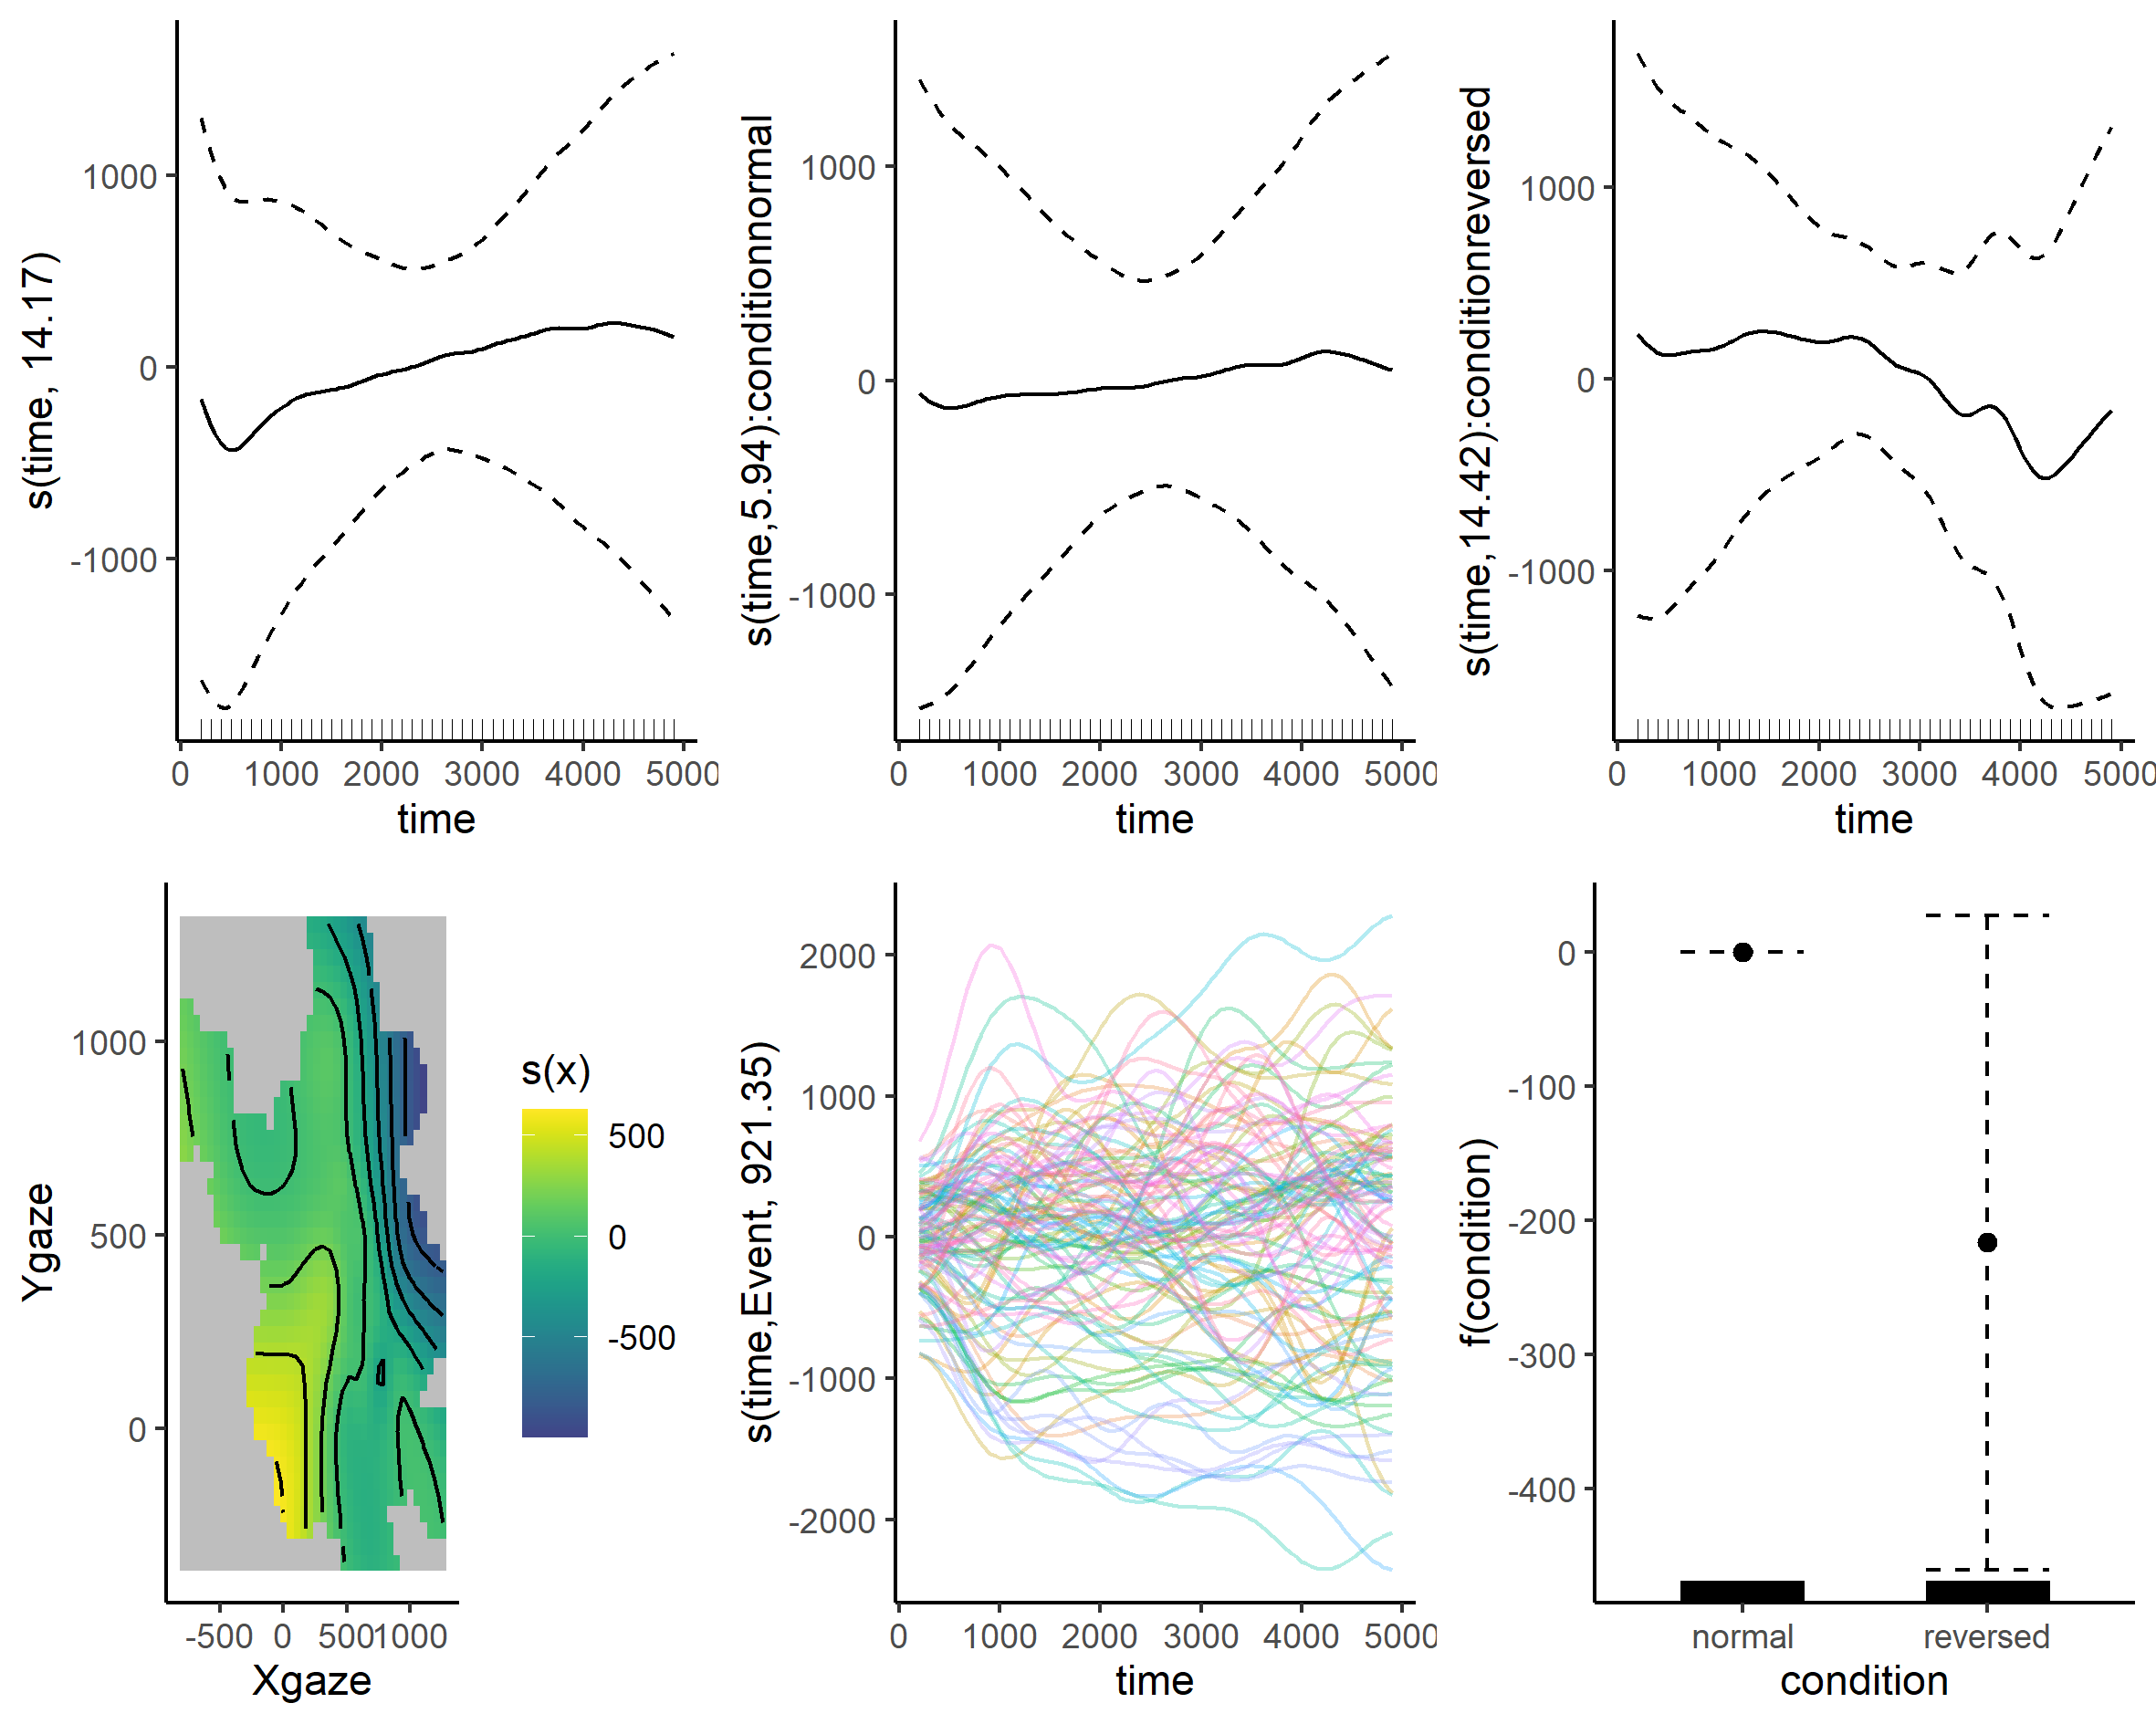 s(time, 14.17)
1000
0
-1000
0 1000 2000 3000 4000 5000
time
s(time,5.94):conditionnormal
1000
0
-1000
0 1000 2000 3000 4000 5000
time
s(time,14.42):conditionreversed
1000
0
-1000
0 1000 2000 3000 4000 5000
time
Ygaze
1000
500
0
-500 0 500 1000
Xgaze
s(x)
500
0
-500
s(time,Event, 921.35)
2000
1000
0
-1000
-2000
0 1000 2000 3000 4000 5000
time
f(condition)
0
-100
-200
-300
-400
normal reversed
condition